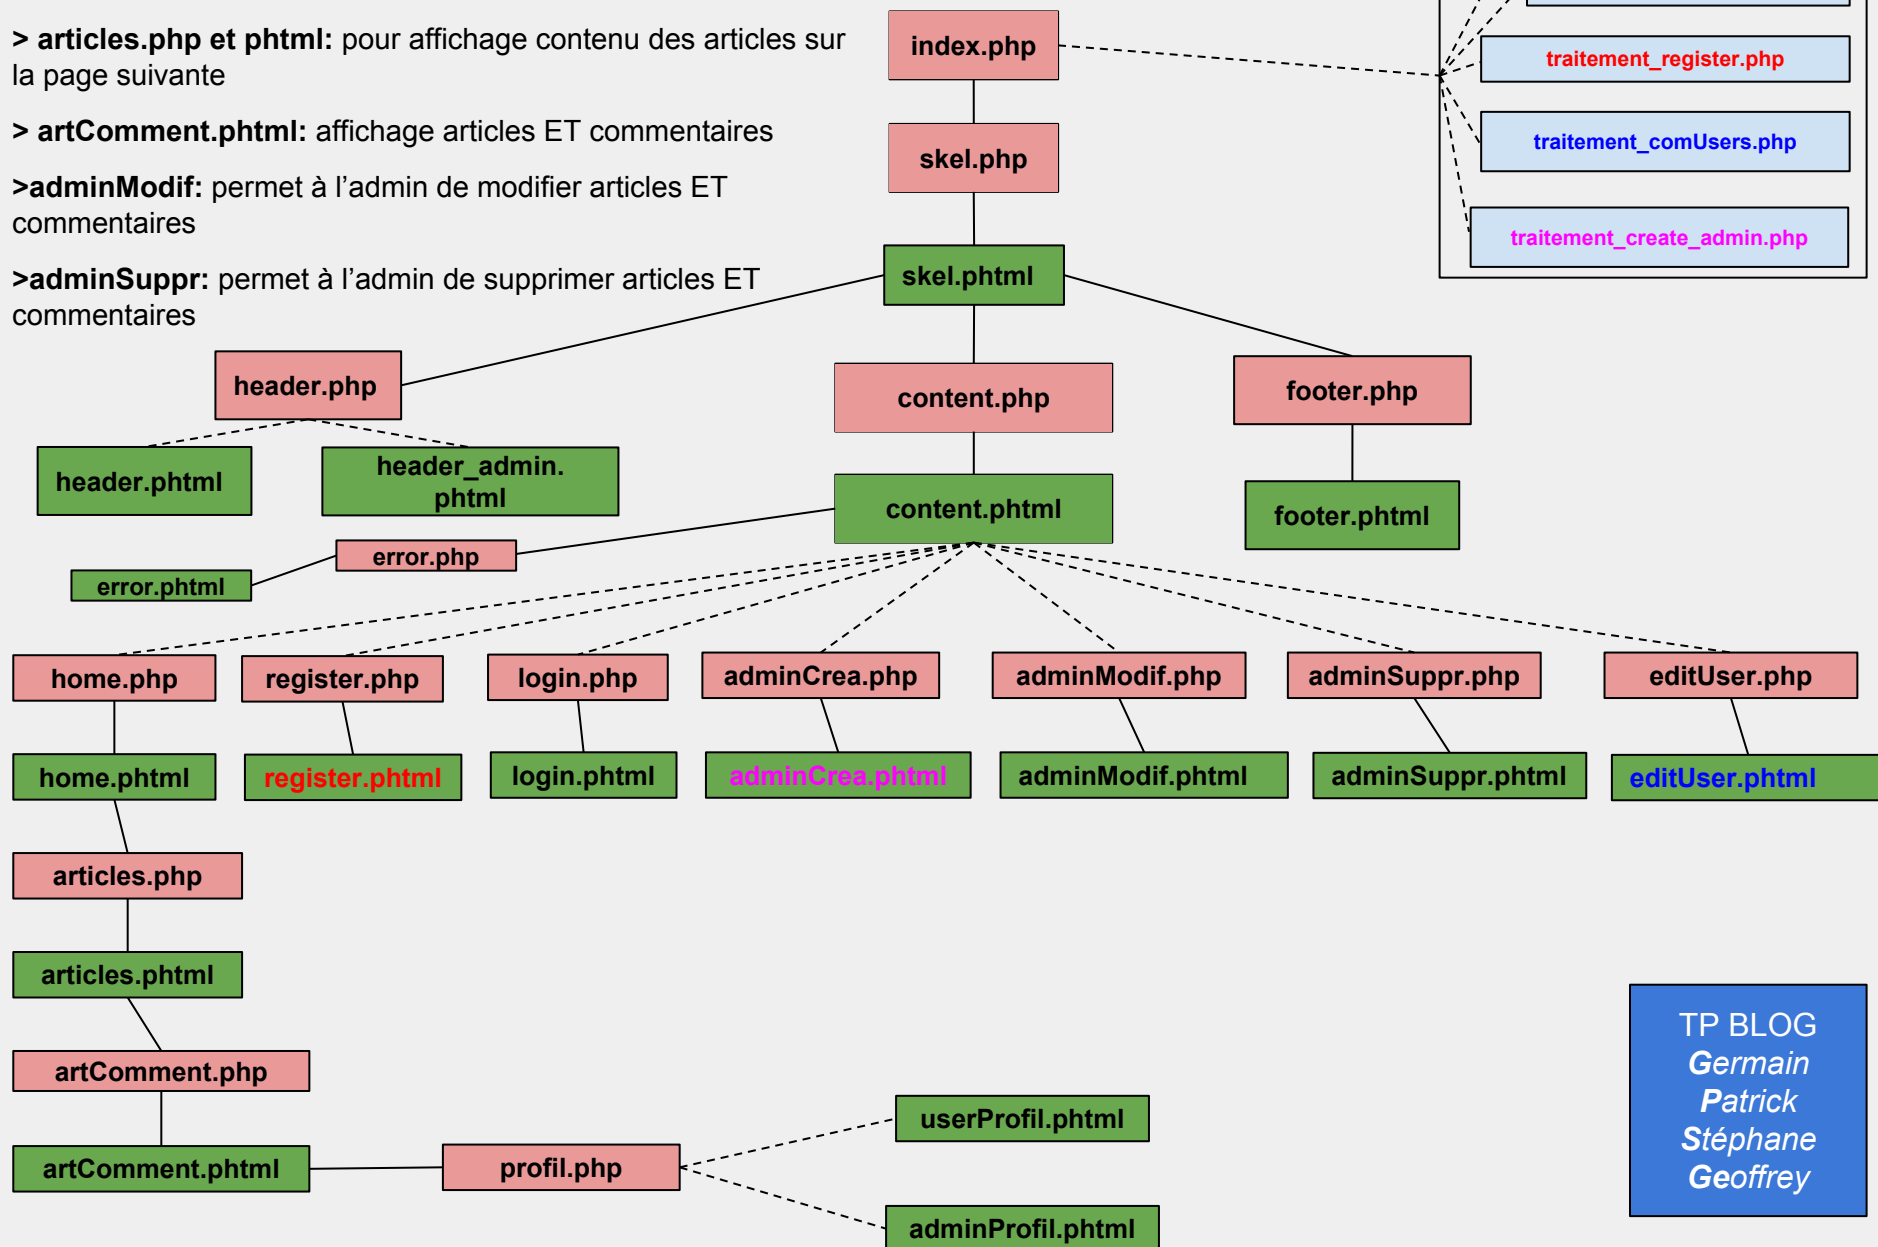 > articles.php et phtml: pour affichage contenu des articles sur
la page suivante
> artComment.phtml: affichage articles ET commentaires
>adminModif: permet à l’admin de modifier articles ET
commentaires
>adminSuppr: permet à l’admin de supprimer articles ET
commentaires
index.php
traitement_register.php
traitement_comUsers.php
traitement_create_admin.php
skel.php
skel.phtml
header.php
content.php
footer.php
header.phtml
header_admin.
phtml
content.phtml
footer.phtml
error.php
error.phtml
home.php
register.php
login.php
adminCrea.php
adminModif.php
adminSuppr.php
editUser.php
home.phtml
register.phtml
login.phtml
adminCrea.phtml
adminModif.phtml
adminSuppr.phtml
editUser.phtml
articles.php
articles.phtml
artComment.php
artComment.phtml
profil.php
userProfil.phtml
adminProfil.phtml
TP BLOG
Germain
Patrick
Stéphane
Geoffrey